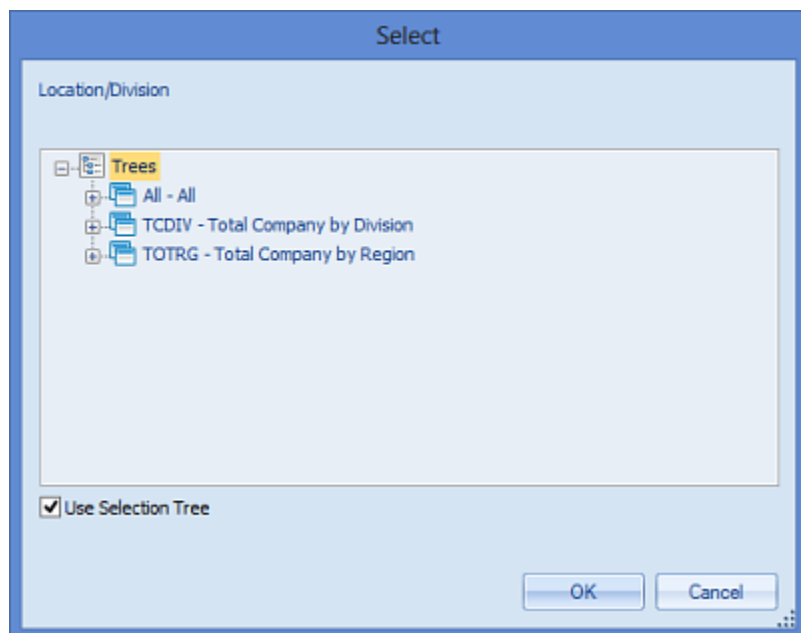 Select
Location/Division
Trees
All - All
TCDIV - Total Company by Division
TOTRG - Total Company by Region
Use Selection Tree
OK Cancel